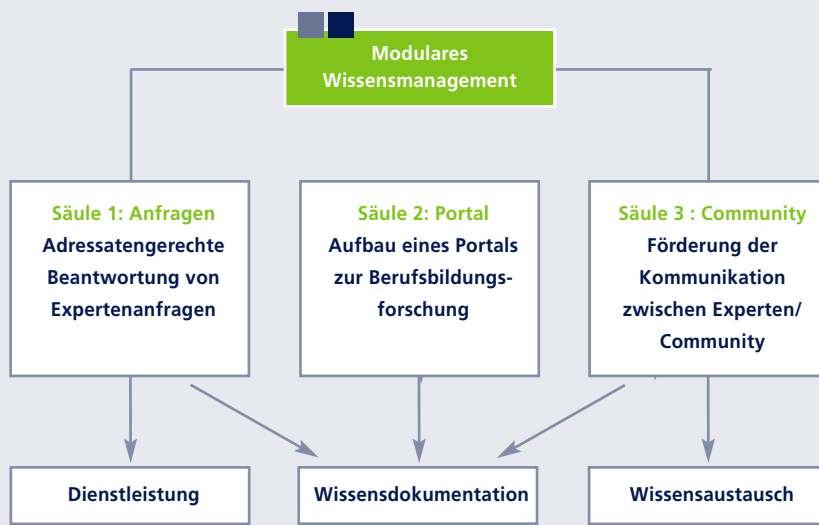 Modulares
Wissensmanagement
Säule 1: Anfragen
Adressatengerechte
Beantwortung von
Expertenanfragen
Säule 2: Portal
Aufbau eines Portals
zur Berufsbildungs-
forschung
Säule 3 : Community
Förderung der
Kommunikation
zwischen Experten/
Community
Dienstleistung
Wissensdokumentation
Wissensaustausch